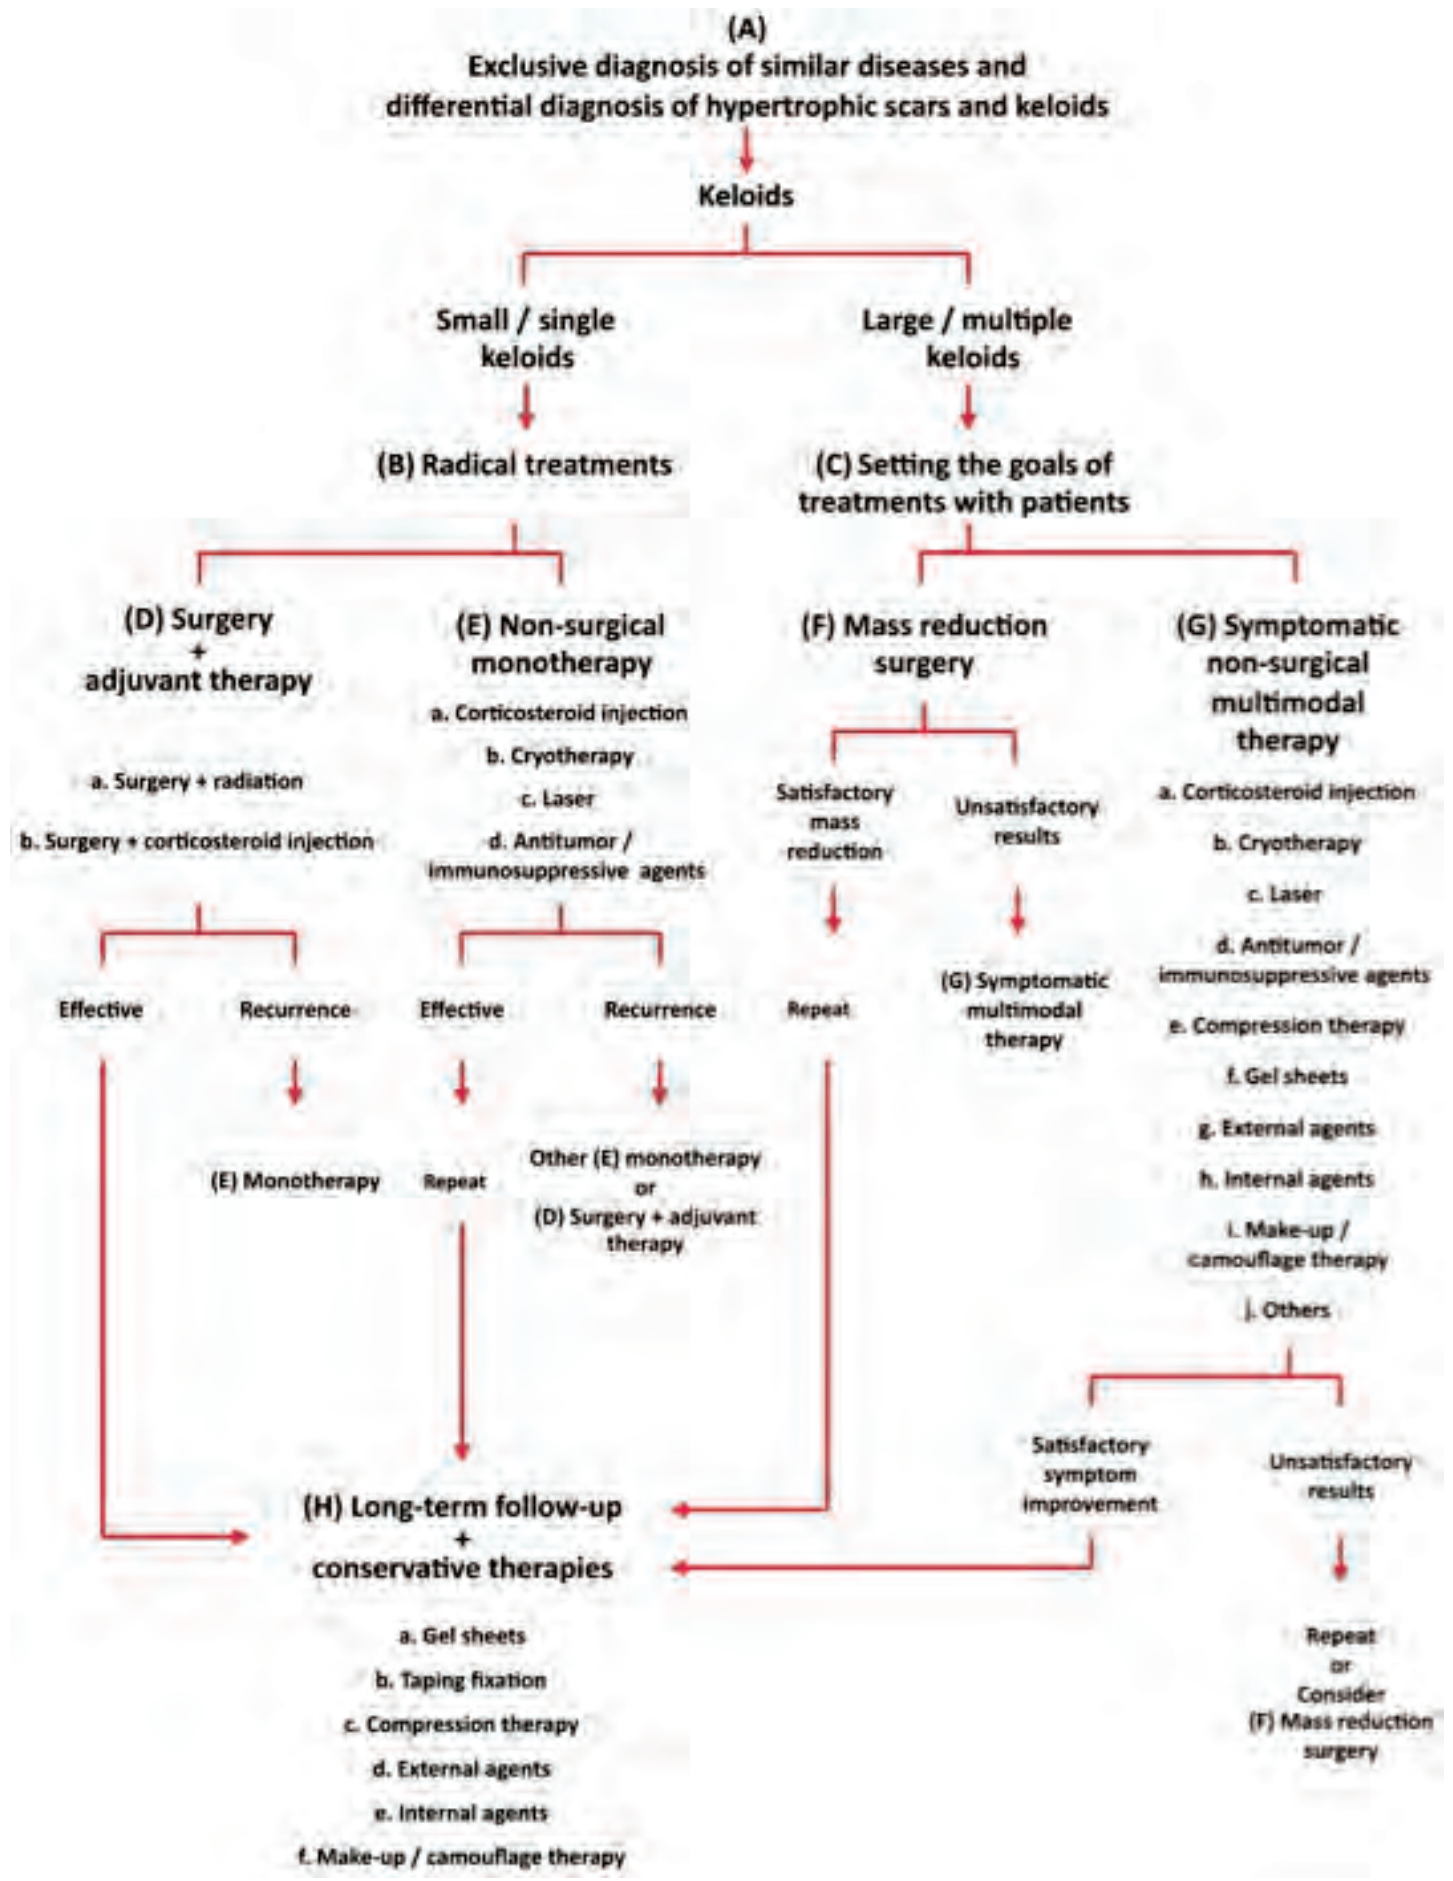 (A)
Exclusive diagnosis of similar diseases and
differential diagnosis of hypertrophic scars and keloids
Keloids
Small / single
keloids
Large / multiple
keloids
(B) Radical treatments
(C) Setting the goals of
treatments with patients
(D) Surgery
+
adjuvant therapy
a. Surgery + radiation
b. Surgery + corticosteroid injection
(E) Non-surgical
monotherapy
a. Corticosteroid injection
b. Cryotherapy
c. Laser
d. Antitumor /
immunosuppressive agents
(F) Mass reduction
surgery
Satisfactory
mass
reduction
Unsatisfactory
results
(G) Symptomatic
non-surgical
multimodal
therapy
a. Corticosteroid injection
b. Cryotherapy
c. Laser
d. Antitumor /
immunosuppressive agents
e. Compression therapy
f. Gel sheets
g. External agents
h. Internal agents
i. Make-up /
camouflage therapy
j. Others
Effective
Recurrence
Effective
Recurrence
Repeat
(G) Symptomatic
multimodal
therapy
(E) Monotherapy
Repeat
Other (E) monotherapy
or
(D) Surgery + adjuvant
therapy
Satisfactory
symptom
improvement
Unsatisfactory
results
Repeat
or
Consider
(F) Mass reduction
surgery
(H) Long-term follow-up
+
conservative therapies
a. Gel sheets
b. Taping fixation
c. Compression therapy
d. External agents
e. Internal agents
f. Make-up / camouflage therapy